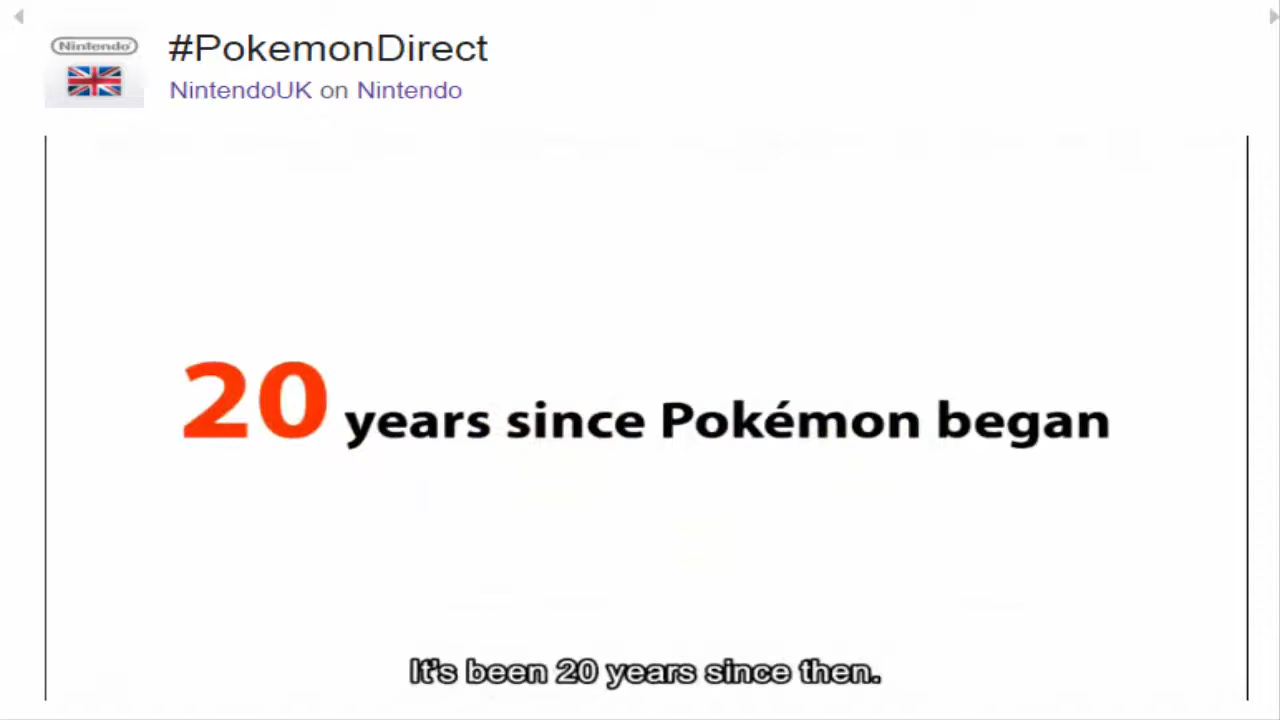 Nintendo
#PokemonDirect
NintendoUK on Nintendo
20 years since Pokémon began
It's been 20 years since then.